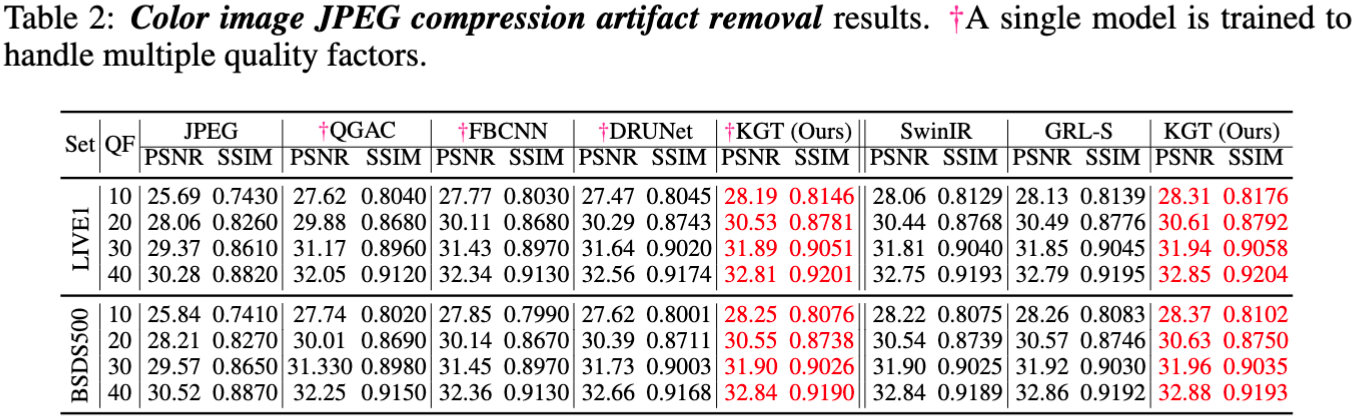 Table 2: Color image JPEG compression artifact removal results. †A single model is trained to
handle multiple quality factors.
Set QF JPEG †QGAC †FBCNN †DRUNet †KGT (Ours) SwinIR GRL-S KGT (Ours)
PSNR SSIM PSNR SSIM PSNR SSIM PSNR SSIM PSNR SSIM PSNR SSIM PSNR SSIM PSNR SSIM
LIVE1
10 25.69 0.7430 27.62 0.8040 27.77 0.8030 27.47 0.8045 28.19 0.8146 28.06 0.8129 28.13 0.8139 28.31 0.8176
20 28.06 0.8260 29.88 0.8680 30.11 0.8680 30.29 0.8743 30.53 0.8781 30.44 0.8768 30.49 0.8776 30.61 0.8792
30 29.37 0.8610 31.17 0.8960 31.43 0.8970 31.64 0.9020 31.89 0.9051 31.81 0.9040 31.85 0.9045 31.94 0.9058
40 30.28 0.8820 32.05 0.9120 32.34 0.9130 32.56 0.9174 32.81 0.9201 32.75 0.9193 32.79 0.9195 32.85 0.9204
BSDS500
10 25.84 0.7410 27.74 0.8020 27.85 0.7990 27.62 0.8001 28.25 0.8076 28.22 0.8075 28.26 0.8083 28.37 0.8102
20 28.21 0.8270 30.01 0.8690 30.14 0.8670 30.39 0.8711 30.55 0.8738 30.54 0.8739 30.57 0.8746 30.63 0.8750
30 29.57 0.8650 31.330 0.8980 31.45 0.8970 31.73 0.9003 31.90 0.9026 31.90 0.9025 31.92 0.9030 31.96 0.9035
40 30.52 0.8870 32.25 0.9150 32.36 0.9130 32.66 0.9168 32.84 0.9190 32.84 0.9189 32.86 0.9192 32.88 0.9193